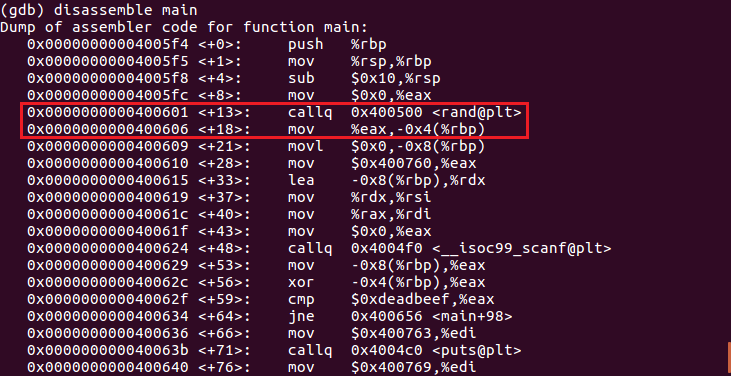 (gdb) disassemble main
Dump of assembler code for function main:
0x00000000004005f4 <+0>: push %rbp
0x00000000004005f5 <+1>: mov %rsp,%rbp
0x00000000004005f8 <+4>: sub $0x10,%rsp
0x00000000004005fc <+8>: mov $0x0,%eax
0x0000000000400601 <+13>: callq 0x400500 <rand@plt>
0x0000000000400606 <+18>: mov %eax,-0x4(%rbp)
0x0000000000400609 <+21>: movl $0x0,-0x8(%rbp)
0x0000000000400610 <+28>: mov $0x400760,%eax
0x0000000000400615 <+33>: lea -0x8(%rbp),%rdx
0x0000000000400619 <+37>: mov %rdx,%rsi
0x000000000040061c <+40>: mov %rax,%rdi
0x000000000040061f <+43>: mov $0x0,%eax
0x0000000000400624 <+48>: callq 0x4004f0 <__isoc99_scanf@plt>
0x0000000000400629 <+53>: mov -0x8(%rbp),%eax
0x000000000040062c <+56>: xor -0x4(%rbp),%eax
0x000000000040062f <+59>: cmp $0xdeadbeef,%eax
0x0000000000400634 <+64>: jne 0x400656 <main+98>
0x0000000000400636 <+66>: mov $0x400763,%edi
0x000000000040063b <+71>: callq 0x4004c0 <puts@plt>
0x0000000000400640 <+76>: mov $0x400769,%edi